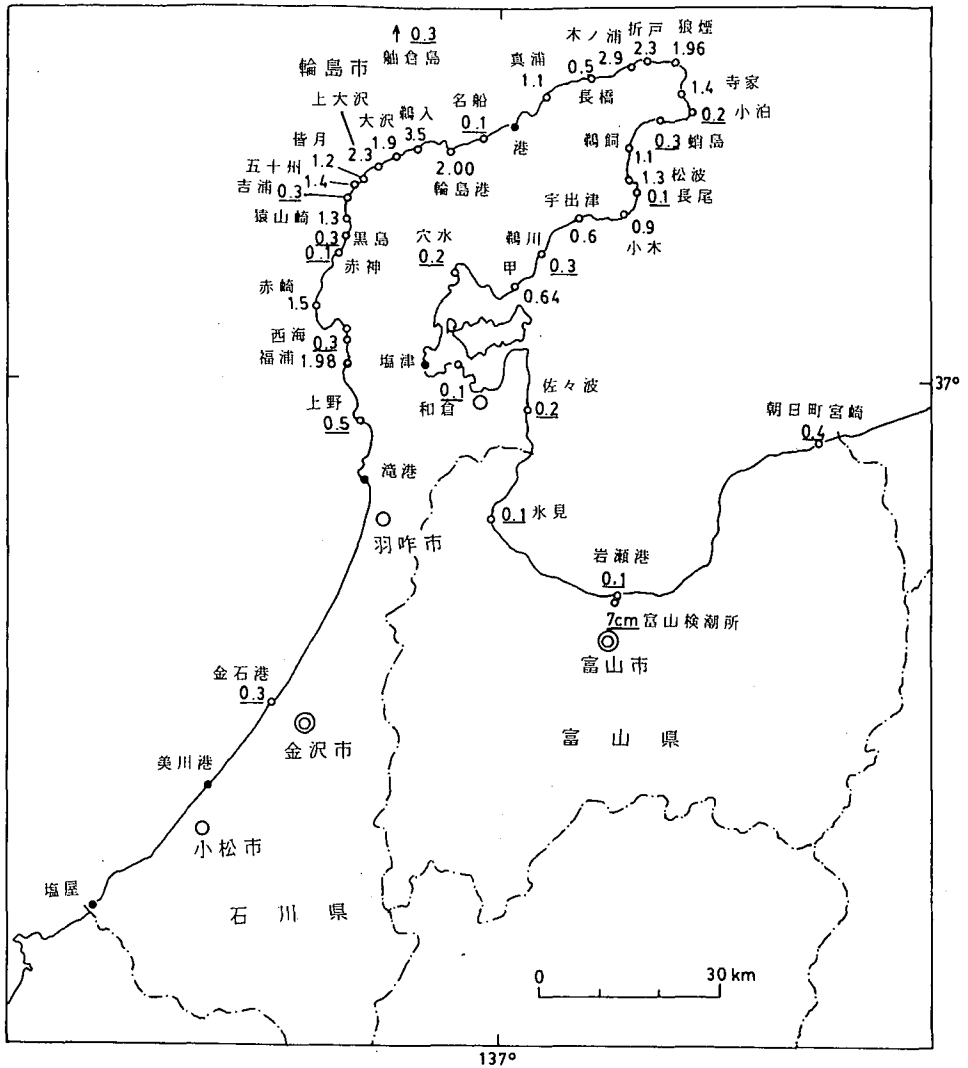 ↑ 0.3
舳倉島
輪島市
上大沢
2.3
大沢
1.9
鵜入
3.5
名船
0.1
2.00
輪島港
港
真浦
1.1
0.5
長橋
木ノ浦
2.9
折戸
2.3
狼煙
1.96
1.4
寺家
0.2 小泊
0.3 蛸島
鵜飼
1.1
1.3 松波
0.1 長尾
0.9
小木
宇出津
0.6
鵜川
0.3
甲
0.64
穴水
0.2
皆月
1.2
五十州
1.4
吉浦
0.3
猿山崎 1.3
0.3 黒島
0.1
赤神
赤崎
1.5
西海
0.3
福浦 1.98
上野
0.5
滝港
羽咋市
塩津
0.1
和倉
佐々波
0.2
37°
朝日町宮崎
0.4
0.1 氷見
岩瀬港
0.1
7cm 富山検潮所
富山市
金石港
0.3
金沢市
富山県
美川港
小松市
塩屋
石川県
0 30 km
137°